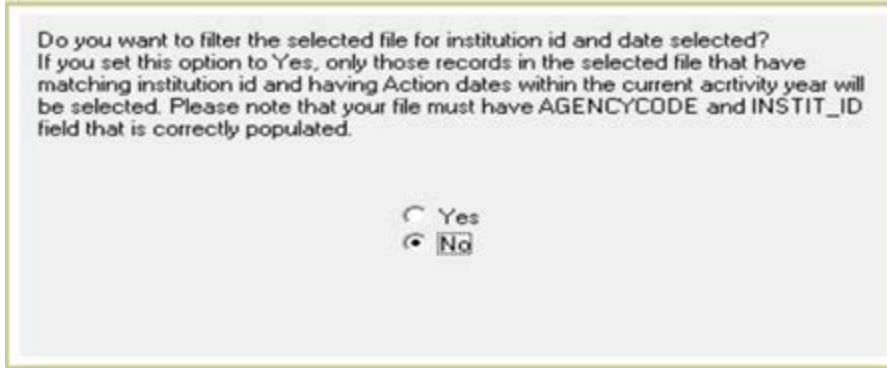 Do you want to filter the selected file for institution id and date selected?
If you set this option to Yes, only those records in the selected file that have
matching institution id and having Action dates within the current acrtivity year will
be selected. Please note that your file must have AGENCYCODE and INSTIT_ID
field that is correctly populated.
Yes
No